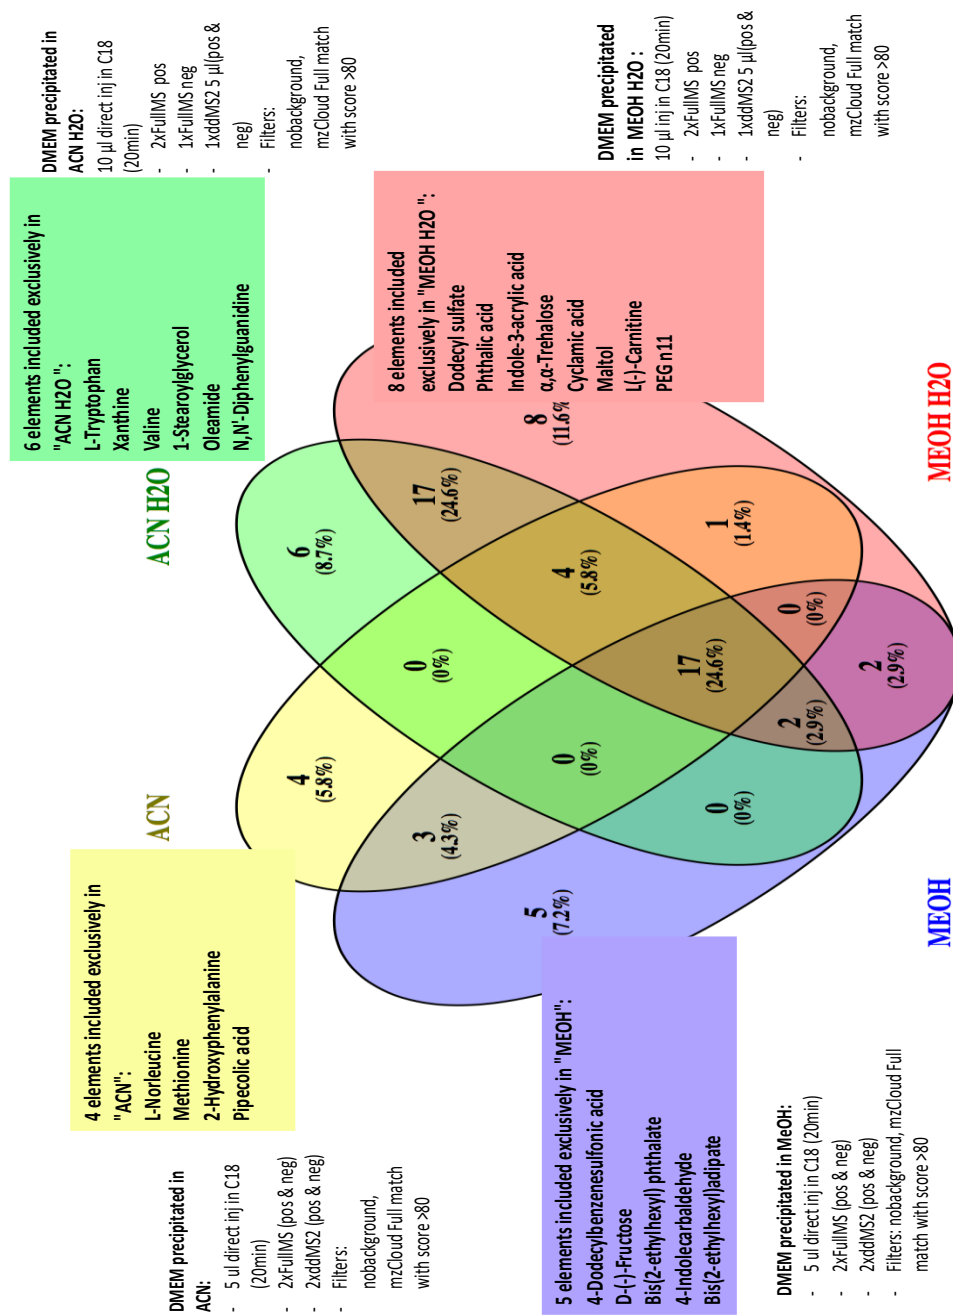 DMEM precipitated in
ACN:
- 5 ul direct inj in C18
(20min)
- 2xFullMS (pos & neg)
- 2xddMS2 (pos & neg)
- Filters:
nobackground,
mzCloud Full match
with score >80
4 elements included exclusively in
"ACN":
L-Norleucine
Methionine
2-Hydroxyphenylalanine
Pipecolic acid
ACN
ACN H2O
6 elements included exclusively in
"ACN H2O ":
L-Tryptophan
Xanthine
Valine
1-Stearoylglycerol
Oleamide
N,N'-Diphenylguanidine
DMEM precipitated in
ACN H2O:
10 µl direct inj in C18
(20min)
- 2xFullMS pos
- 1xFullMS neg
- 1xddMS2 5 µl(pos &
neg)
- Filters:
nobackground,
mzCloud Full match
with score >80
4
(5.8%)
6
(8.7%)
3
(4.3%)
0
(0%)
17
(24.6%)
5
(7.2%)
0
(0%)
4
(5.8%)
8
(11.6%
17
(24.6%)
0
(0%)
1
(1.4%)
2
(2.9%)
0
(0%)
2
(2.9%)
MEOH
MEOH H2O
5 elements included exclusively in "MEOH":
4-Dodecylbenzenesulfonic acid
D-(-)-Fructose
Bis(2-ethylhexyl) phthalate
4-Indolecarbaldehyde
Bis(2-ethylhexyl)adipate
8 elements included
exclusively in "MEOH H2O ":
Dodecyl sulfate
Phthalic acid
Indole-3-acrylic acid
α,α-Trehalose
Cyclamic acid
Maltol
L(-)-Carnitine
PEG n11
DMEM precipitated in MeOH:
- 5 ul direct inj in C18 (20min)
- 2xFullMS (pos & neg)
- 2xddMS2 (pos & neg)
- Filters: nobackground, mzCloud Full
match with score >80
DMEM precipitated
in MEOH H2O :
10 µl inj in C18 (20min)
- 2xFullMS pos
- 1xFullMS neg
- 1xddMS2 5 µl(pos &
neg)
- Filters:
nobackground,
mzCloud Full match
with score >80